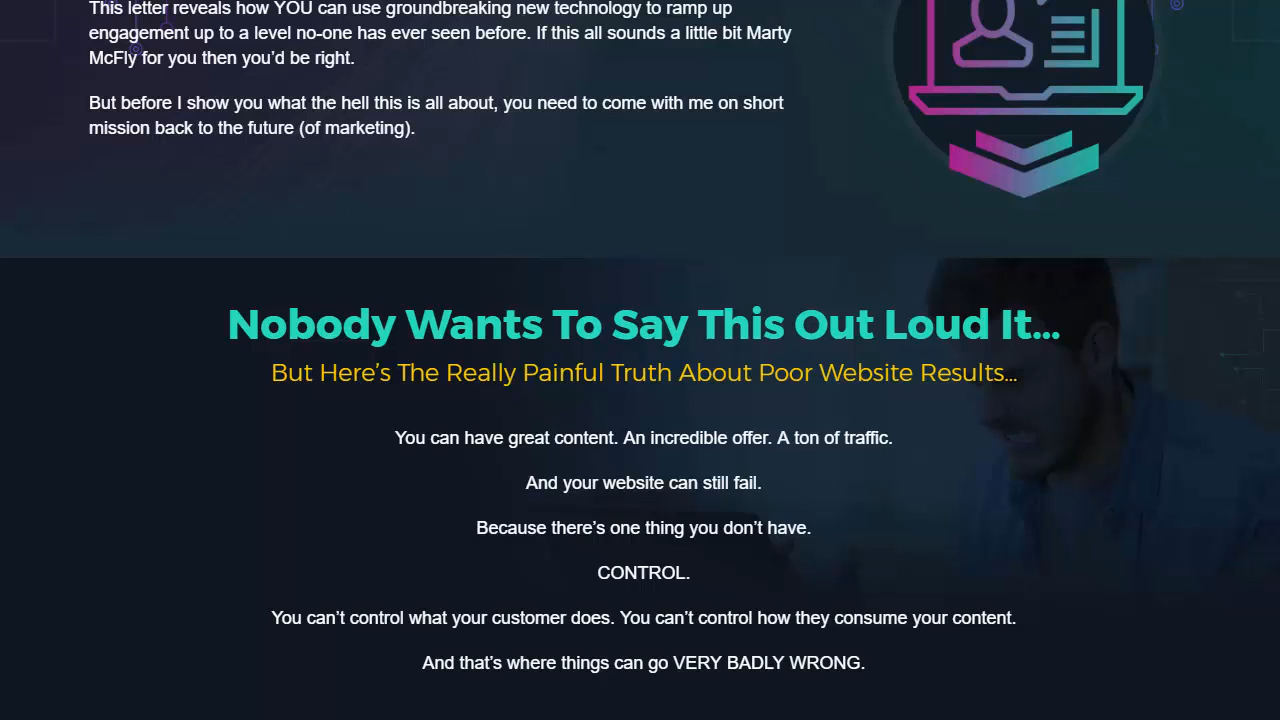 This letter reveals how YOU can use groundbreaking new technology to ramp up
engagement up to a level no-one has ever seen before. If this all sounds a little bit Marty
McFly for you then you’d be right.
But before I show you what the hell this is all about, you need to come with me on short
mission back to the future (of marketing).
Nobody Wants To Say This Out Loud It...
But Here’s The Really Painful Truth About Poor Website Results...
You can have great content. An incredible offer. A ton of traffic.
And your website can still fail.
Because there’s one thing you don’t have.
CONTROL.
You can’t control what your customer does. You can’t control how they consume your content.
And that’s where things can go VERY BADLY WRONG.